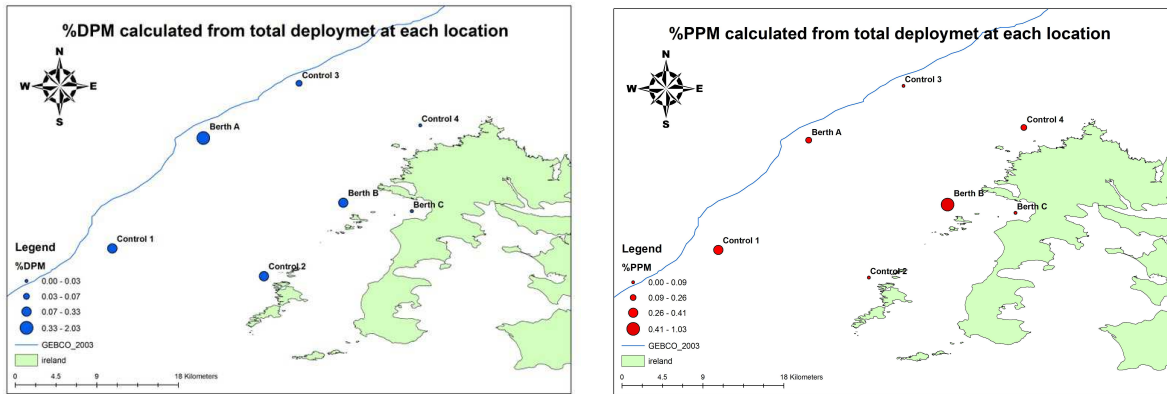 %DPM calculated from total deploymet at each location
N
W E
S
Control 3
Berth A
Control 4
Berth B
Berth C
Control 1
Control 2
Legend
%DPM
0.00 - 0.03
0.03 - 0.07
0.07 - 0.33
0.33 - 2.03
GEBCO_2003
ireland
0 4.5 9 18 Kilometers
%PPM calculated from total deploymet at each location
N
W E
S
Control 3
Berth A
Control 4
Berth B
Berth C
Control 1
Control 2
Legend
%PPM
0.00 - 0.09
0.09 - 0.26
0.26 - 0.41
0.41 - 1.03
GEBCO_2003
ireland
0 4.5 9 18 Kilometers